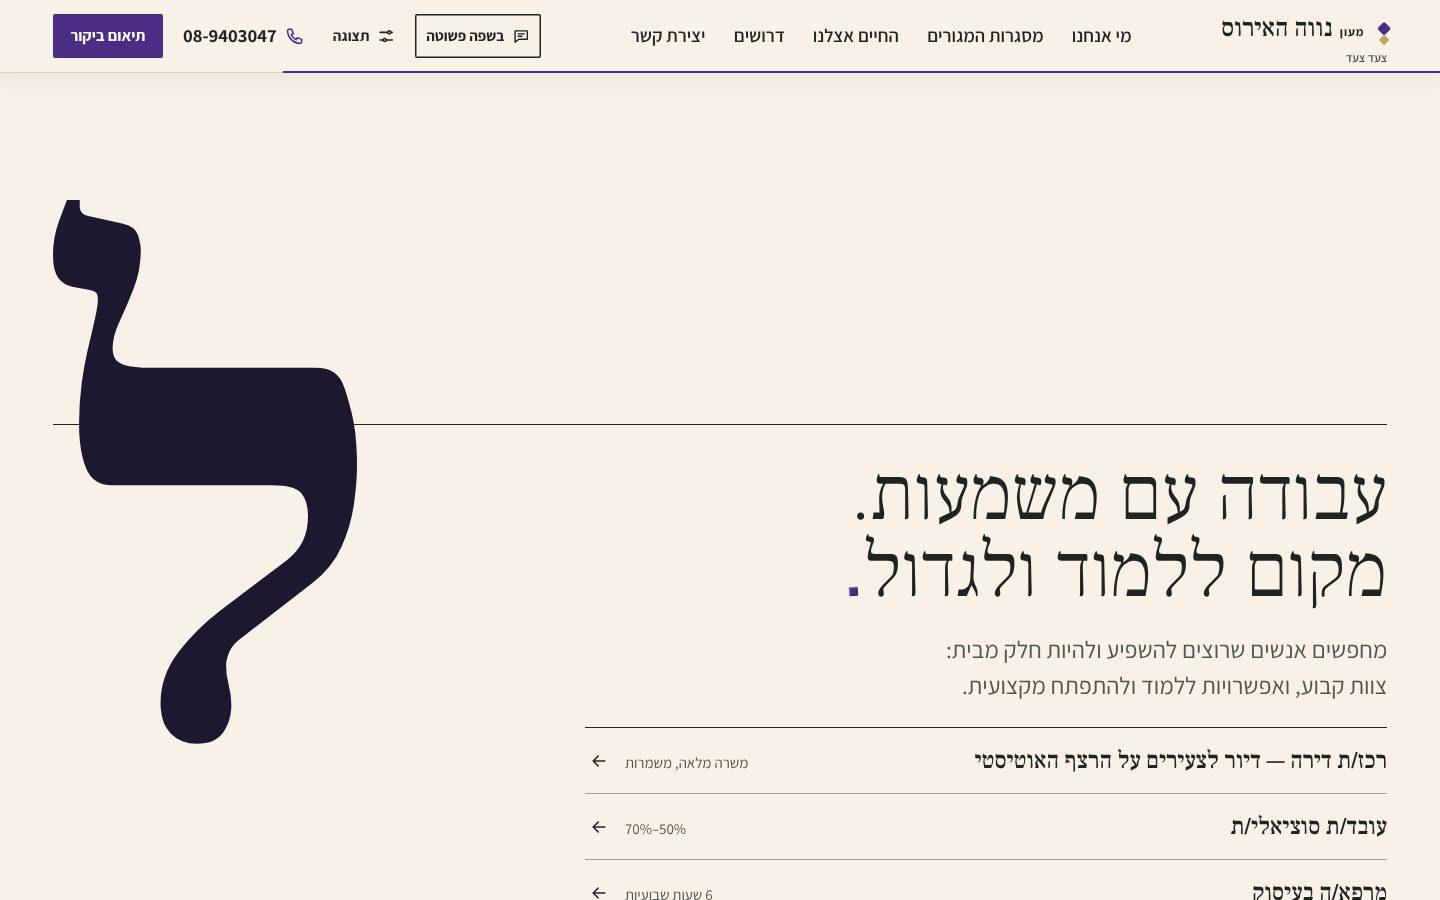 מעון נווה האירוס
צעד צעד
מי אנחנו
מסגרות המגורים
החיים אצלנו
דרושים
יצירת קשר
בשפה פשוטה
תצוגה
08-9403047
תיאום ביקור
ל
עבודה עם משמעות.
מקום ללמוד ולגדול.
מחפשים אנשים שרוצים להשפיע ולהיות חלק מבית:
צוות קבוע, ואפשרויות ללמוד ולהתפתח מקצועית.
רכז/ת דירה — דיור לצעירים על הרצף האוטיסטי
משרה מלאה, משמרות
עובד/ת סוציאלי/ת
50%–70%
מרפא/ה בעיסוק
6 שעות שבועיות